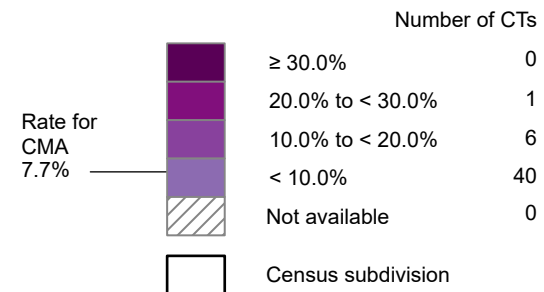 Number of CTs
≥ 30.0% 0
20.0% to < 30.0% 1
Rate for
CMA
7.7%
10.0% to < 20.0% 6
< 10.0% 40
Not available 0
Census subdivision